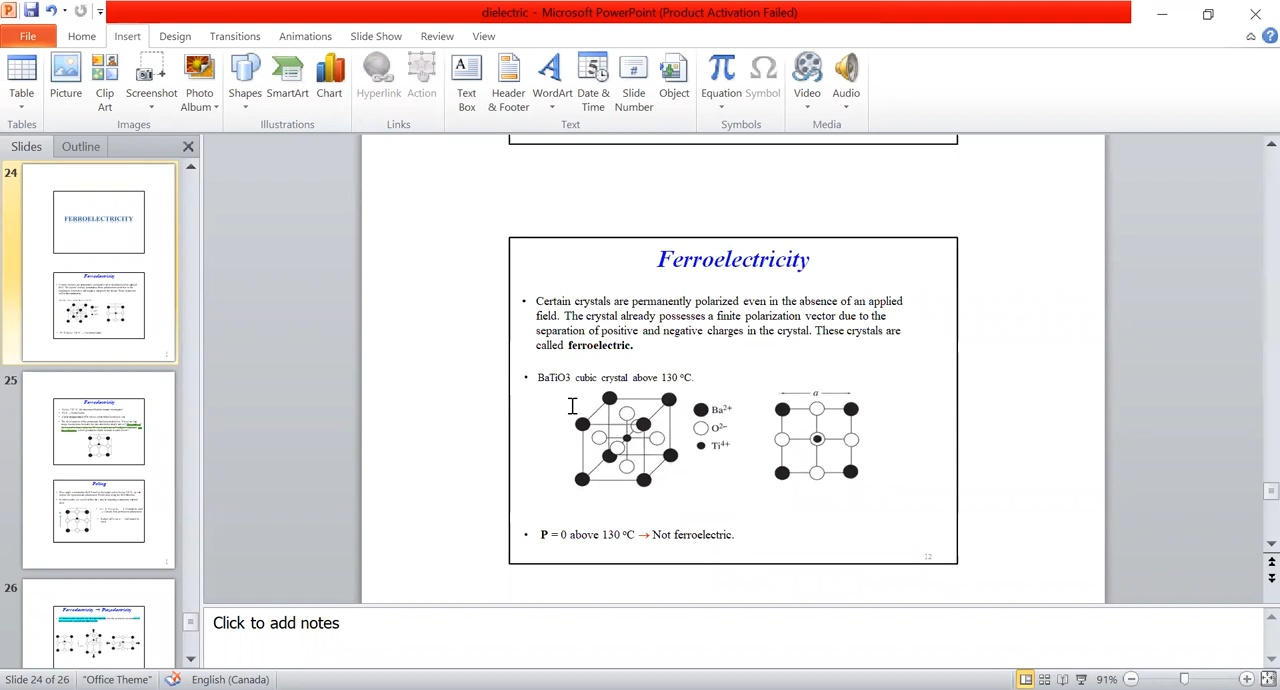 dielectric - Microsoft PowerPoint (Product Activation Failed)
File Home Insert Design Transitions Animations Slide Show Review View
Table Picture Clip Art Screenshot Photo Album Shapes SmartArt Chart Hyperlink Action Text Box Header & Footer WordArt Date & Time Slide Number Object Equation Symbol Video Audio
Tables Images Illustrations Links Text Symbols Media
Slides Outline
24
FERROELECTRICITY
Ferroelectricity
25
Ferroelectricity
Poling
26
Ferroelectricity → Piezoelectricity
Ferroelectricity
• Certain crystals are permanently polarized even in the absence of an applied
field. The crystal already possesses a finite polarization vector due to the
separation of positive and negative charges in the crystal. These crystals are
called ferroelectric.
• BaTiO3 cubic crystal above 130 °C.
a
Ba2+
O2−
Ti4+
• P = 0 above 130 °C → Not ferroelectric.
12
Click to add notes
Slide 24 of 26 "Office Theme" English (Canada) 91%